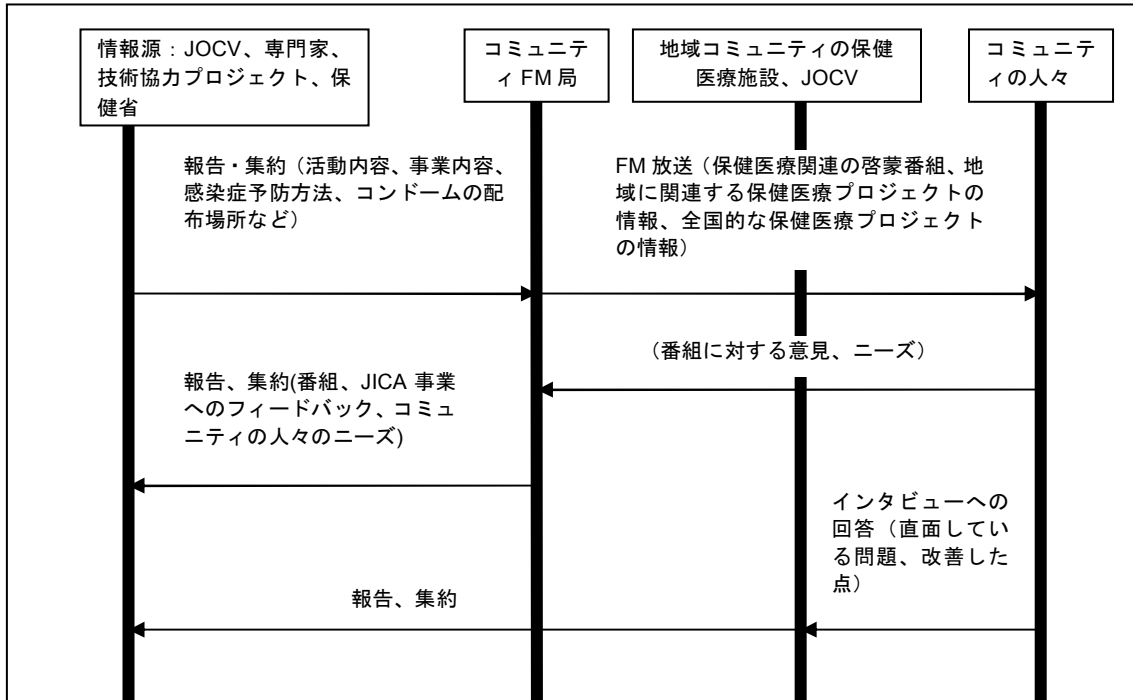 情報源：JOCV、専門家、
技術協力プロジェクト、保
健省
コミュニテ
ィ FM 局
地域コミュニティの保健
医療施設、JOCV
コミュニテ
ィの人々
報告・集約（活動内容、事業内容、
感染症予防方法、コンドームの配
布場所など）
FM 放送（保健医療関連の啓蒙番組、地
域に関連する保健医療プロジェクトの
情報、全国的な保健医療プロジェクト
の情報）
（番組に対する意見、ニーズ）
報告、集約(番組、JICA 事業
へのフィードバック、コミュ
ニティの人々のニーズ)
インタビューへの
回答（直面してい
る問題、改善した
点）
報告、集約